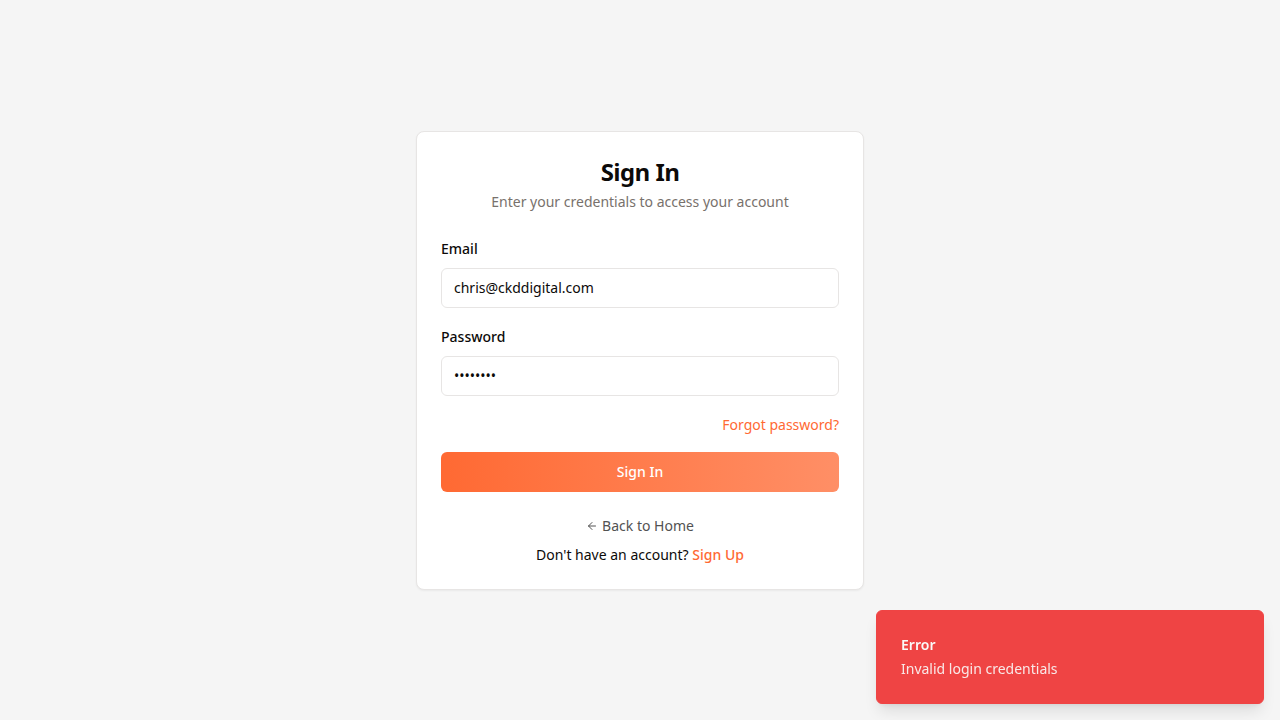 Sign In
Enter your credentials to access your account
Email
chris@ckddigital.com
Password
••••••••
Forgot password?
Sign In
← Back to Home
Don't have an account? Sign Up
Error
Invalid login credentials